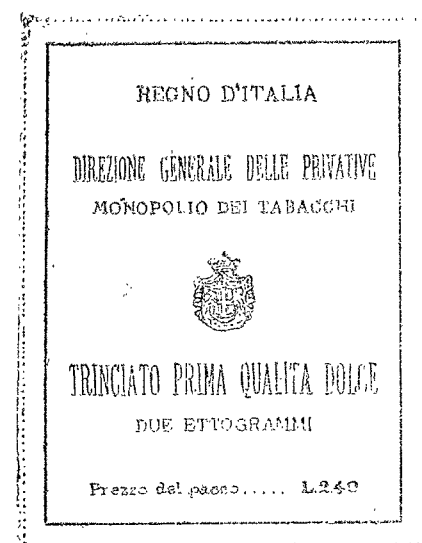 REGNO D'ITALIA
DIREZIONE GENERALE DELLE PRIVATIVE
MONOPOLIO DEI TABACCHI
TRINCIATO PRIMA QUALITA DOLCE
DUE ETTOGRAMMI
Prezzo del pacco..... L.2.40